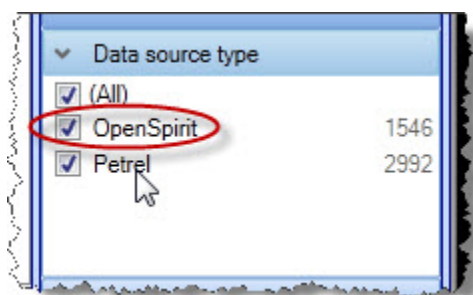 Data source type
(All)
OpenSpirit 1546
Petrel 2992